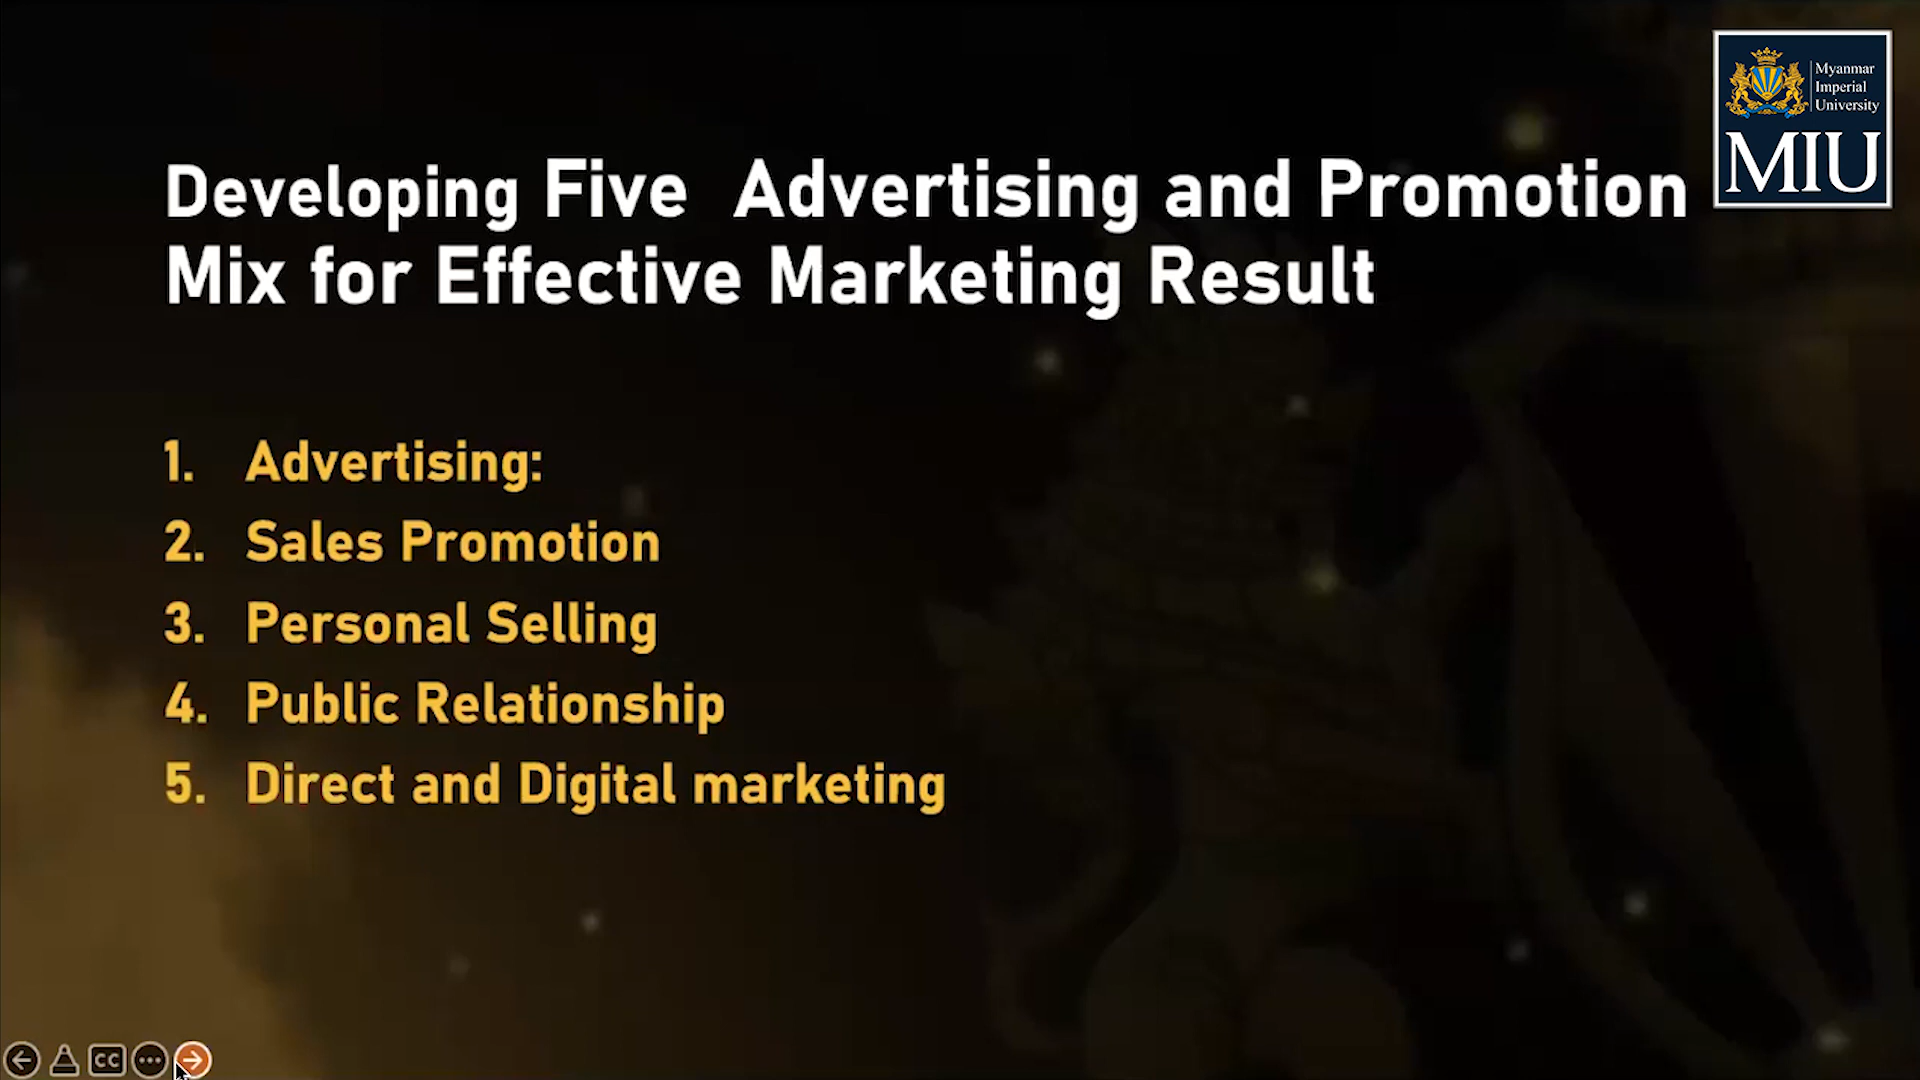 Myanmar
Imperial
University
MIU
Developing Five Advertising and Promotion
Mix for Effective Marketing Result
1. Advertising:
2. Sales Promotion
3. Personal Selling
4. Public Relationship
5. Direct and Digital marketing
CC